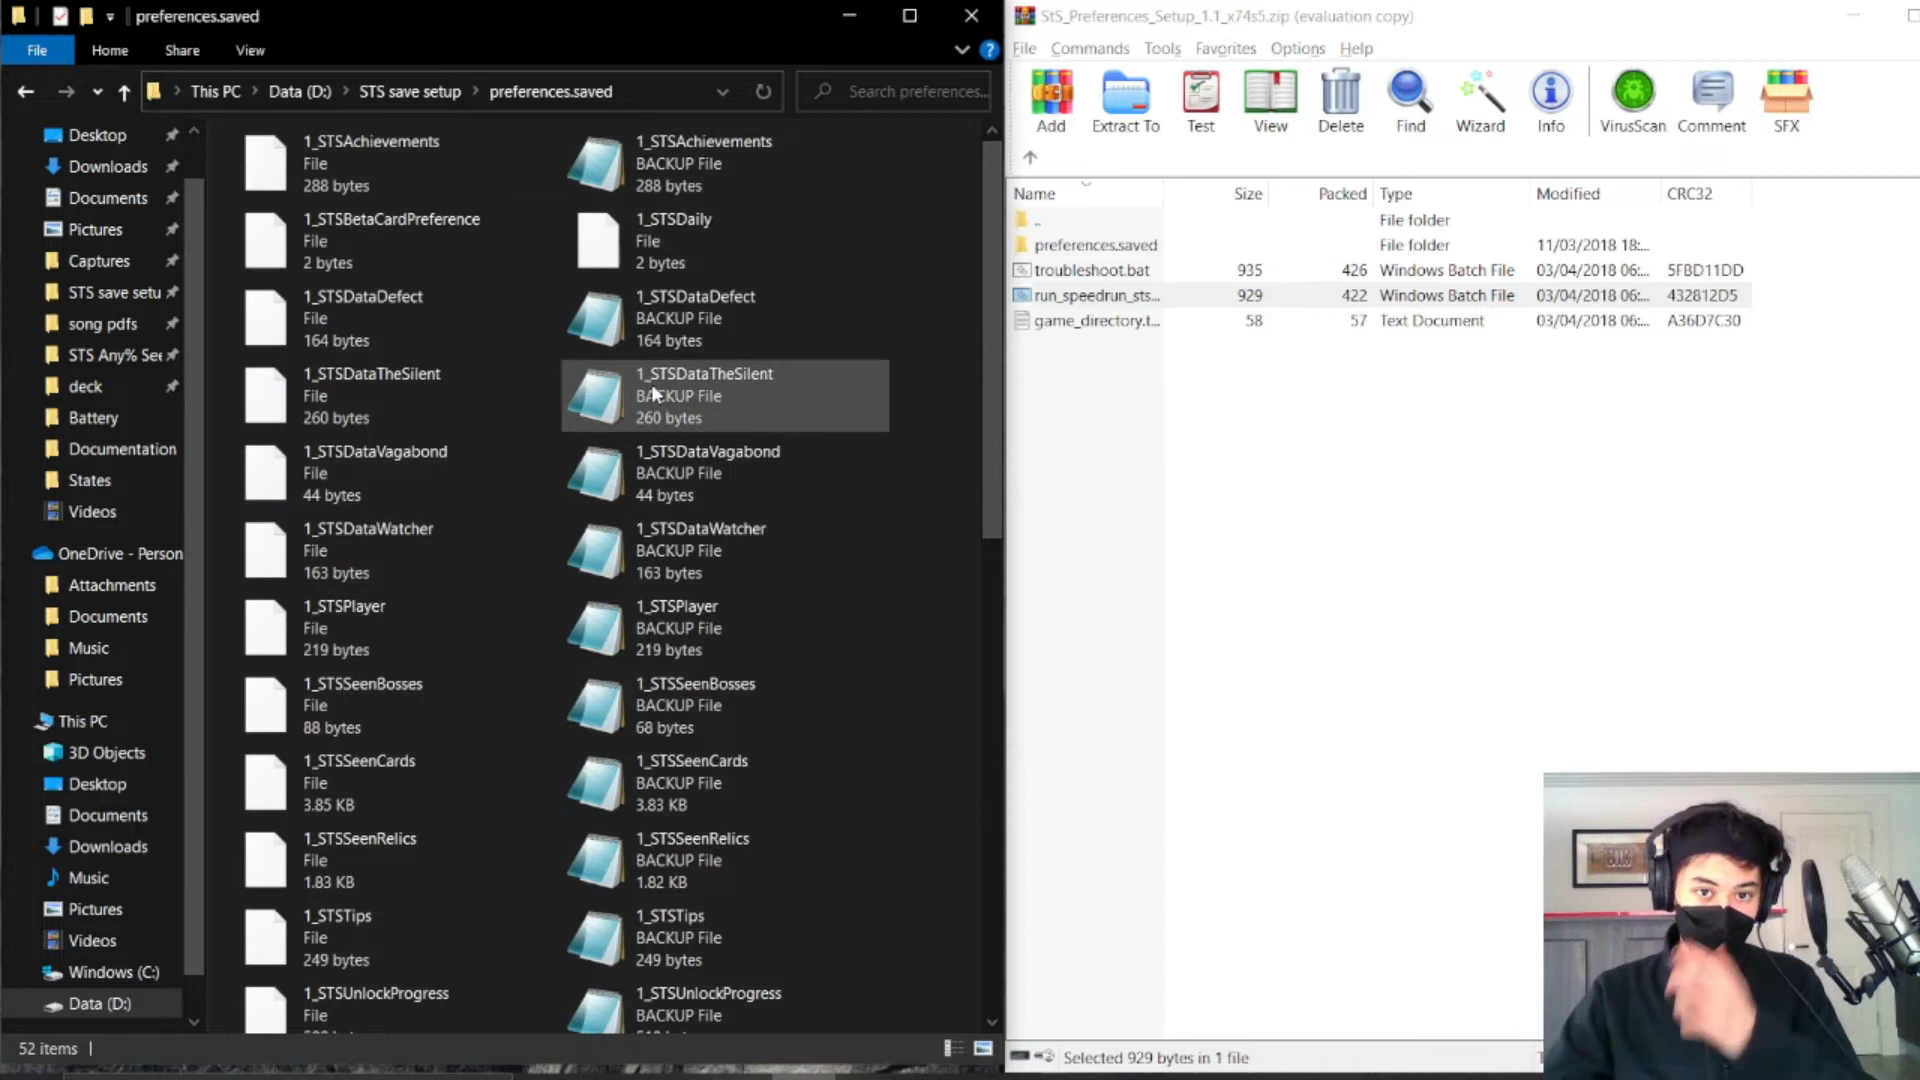 preferences.saved
File
Home
Share
View
This PC
Data (D:)
STS save setup
preferences.saved
Search preferences...
Desktop
Downloads
Documents
Pictures
Captures
STS save setu
song pdfs
STS Any% See
deck
Battery
Documentation
States
Videos
OneDrive - Person
Attachments
Documents
Music
Pictures
This PC
3D Objects
Desktop
Documents
Downloads
Music
Pictures
Videos
Windows (C:)
Data (D:)
1_STSAchievements
File
288 bytes
1_STSAchievements
BACKUP File
288 bytes
1_STSBetaCardPreference
File
2 bytes
1_STSDaily
File
2 bytes
1_STSDataDefect
File
164 bytes
1_STSDataDefect
BACKUP File
164 bytes
1_STSDataTheSilent
File
260 bytes
1_STSDataTheSilent
BACKUP File
260 bytes
1_STSDataVagabond
File
44 bytes
1_STSDataVagabond
BACKUP File
44 bytes
1_STSDataWatcher
File
163 bytes
1_STSDataWatcher
BACKUP File
163 bytes
1_STSPlayer
File
219 bytes
1_STSPlayer
BACKUP File
219 bytes
1_STSSeenBosses
File
88 bytes
1_STSSeenBosses
BACKUP File
68 bytes
1_STSSeenCards
File
3.85 KB
1_STSSeenCards
BACKUP File
3.83 KB
1_STSSeenRelics
File
1.83 KB
1_STSSeenRelics
BACKUP File
1.82 KB
1_STSTips
File
249 bytes
1_STSTips
BACKUP File
249 bytes
1_STSUnlockProgress
File
1_STSUnlockProgress
BACKUP File
52 items
StS_Preferences_Setup_1.1_x74s5.zip (evaluation copy)
File Commands Tools Favorites Options Help
Add
Extract To
Test
View
Delete
Find
Wizard
Info
VirusScan
Comment
SFX
Name Size Packed Type Modified CRC32
.. File folder
preferences.saved File folder 11/03/2018 18:...
troubleshoot.bat 935 426 Windows Batch File 03/04/2018 06:... 5FBD11DD
run_speedrun_sts... 929 422 Windows Batch File 03/04/2018 06:... 432812D5
game_directory.t... 58 57 Text Document 03/04/2018 06:... A36D7C30
Selected 929 bytes in 1 file